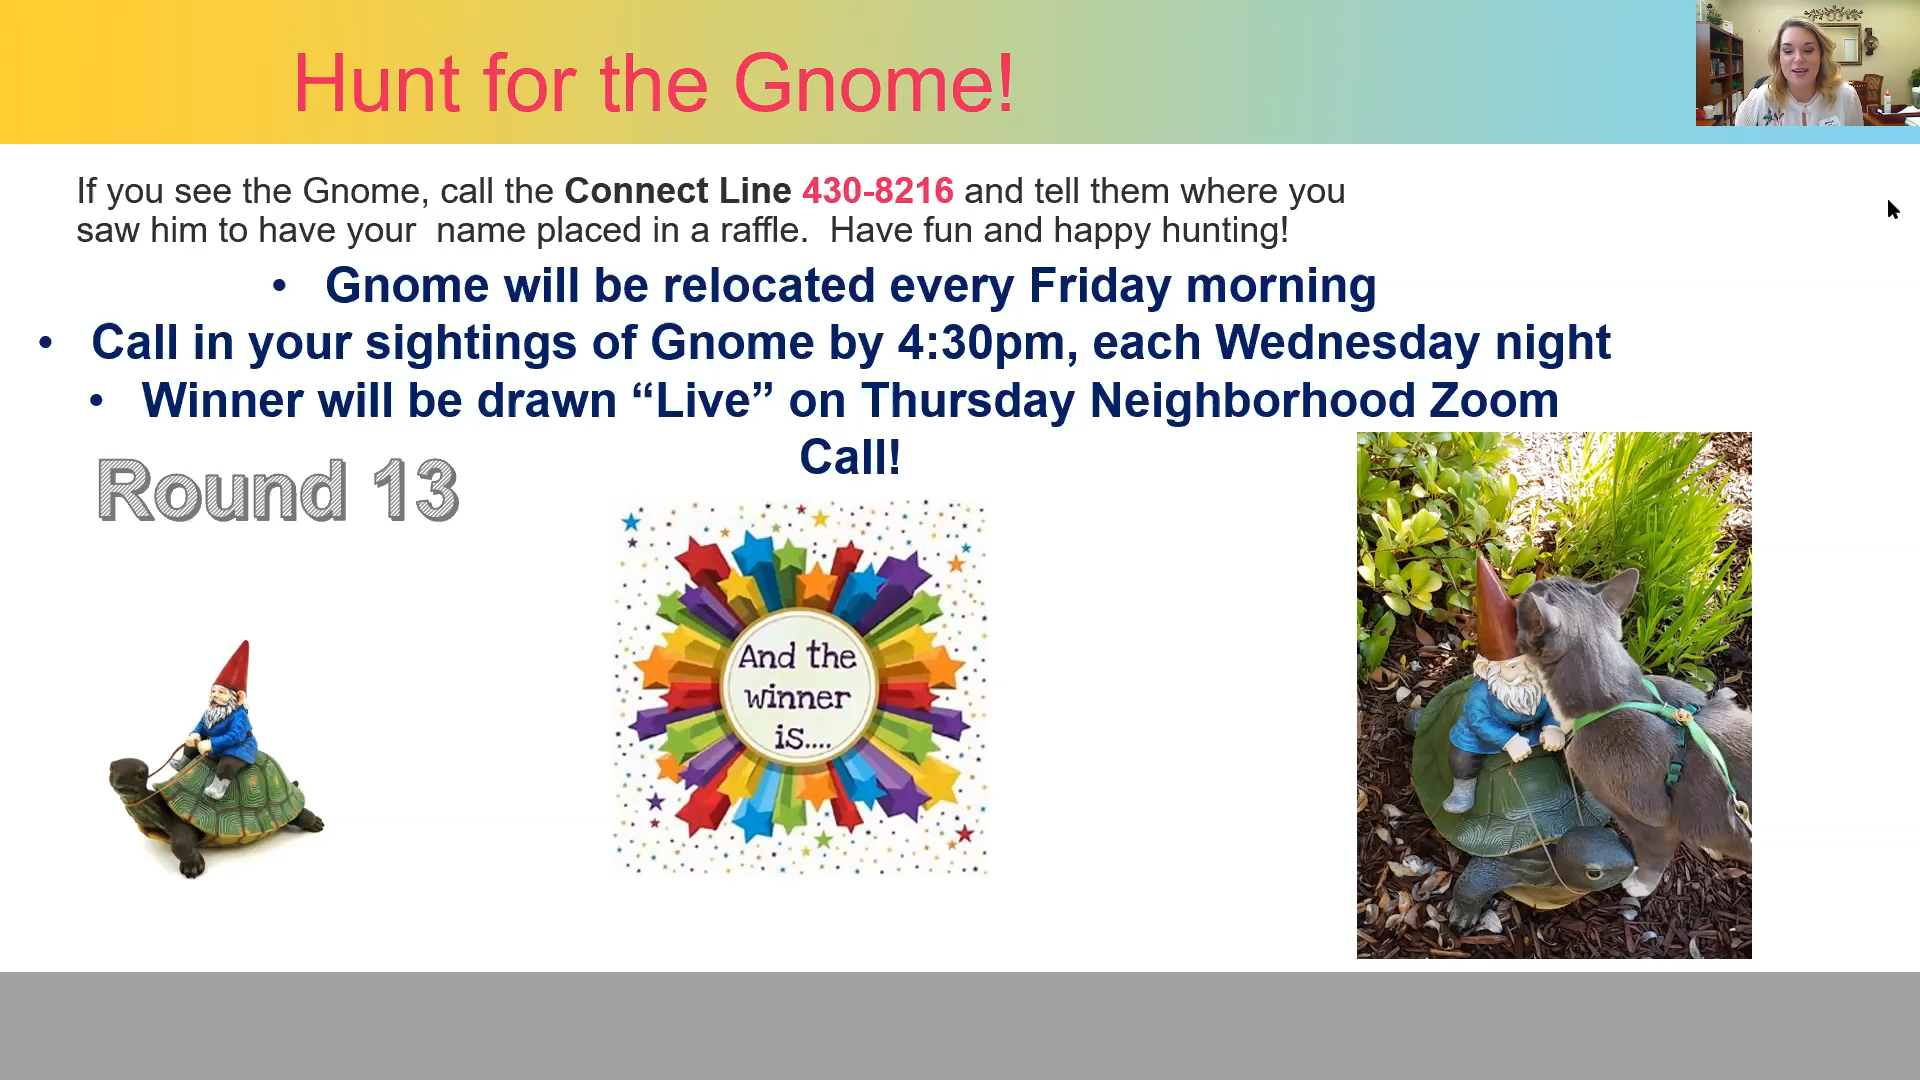 Hunt for the Gnome!
If you see the Gnome, call the Connect Line 430-8216 and tell them where you
saw him to have your  name placed in a raffle.  Have fun and happy hunting!
• Gnome will be relocated every Friday morning
• Call in your sightings of Gnome by 4:30pm, each Wednesday night
• Winner will be drawn “Live” on Thursday Neighborhood Zoom
Call!
Round 13
And the
winner
is....